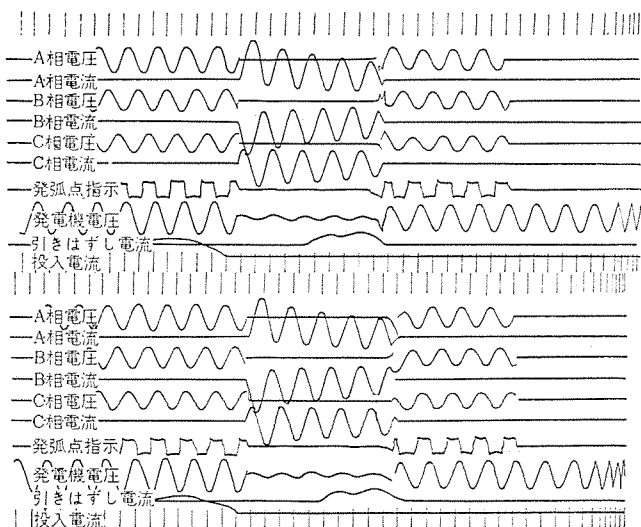 A相電圧
A相電流
B相電圧
B相電流
C相電圧
C相電流
発弧点指示
発電機電圧
引きはずし電流
投入電流
A相電圧
A相電流
B相電圧
B相電流
C相電圧
C相電流
発弧点指示
発電機電圧
引きはずし電流
投入電流